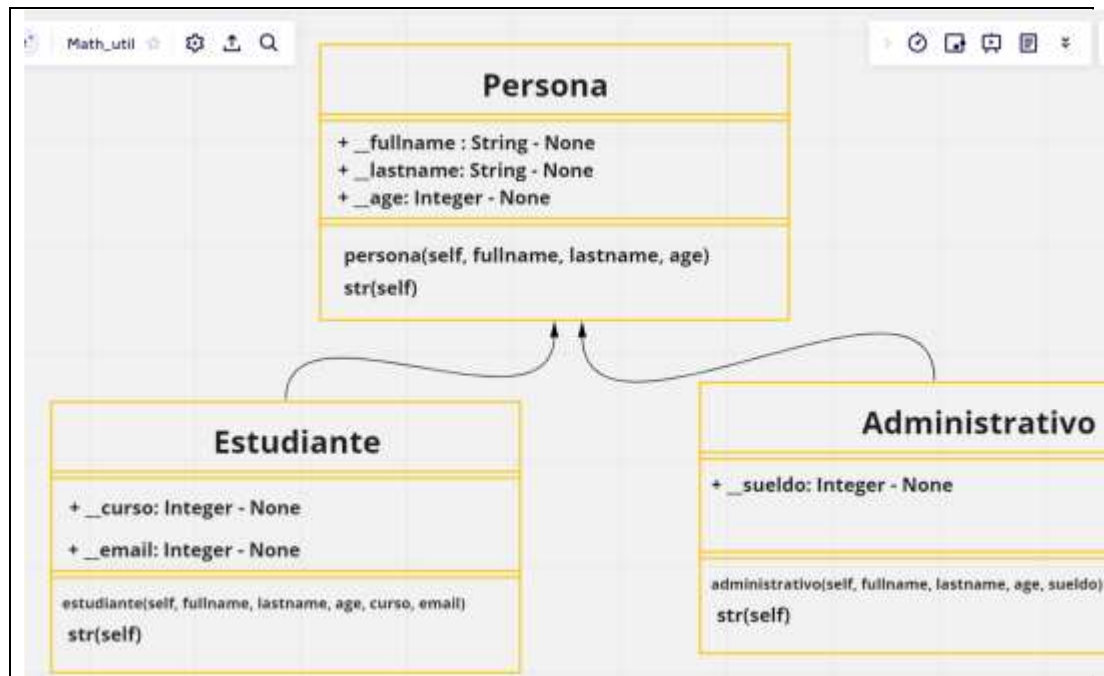 Math_util
Persona
+ __fullname : String - None
+ __lastname: String - None
+ __age: Integer - None
persona(self, fullname, lastname, age)
str(self)
Estudiante
+ __curso: Integer - None
+ __email: Integer - None
estudiante(self, fullname, lastname, age, curso, email)
str(self)
Administrativo
+ __sueldo: Integer - None
administrativo(self, fullname, lastname, age, sueldo)
str(self)